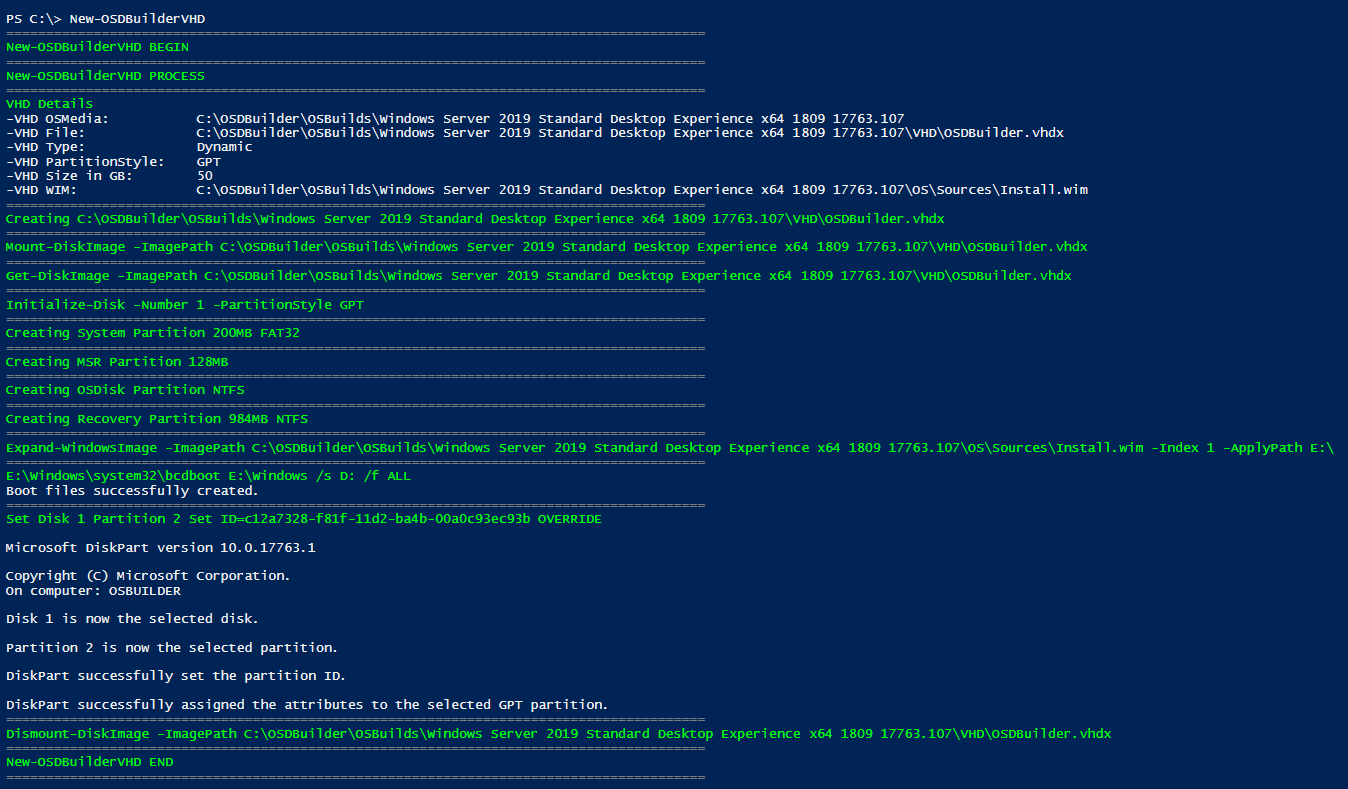 PS C:\> New-OSDBuilderVHD
========================================================================================
New-OSDBuilderVHD BEGIN
========================================================================================
New-OSDBuilderVHD PROCESS
========================================================================================
VHD Details
-VHD OSMedia:           C:\OSDBuilder\OSBuilds\Windows Server 2019 Standard Desktop Experience x64 1809 17763.107
-VHD File:              C:\OSDBuilder\OSBuilds\Windows Server 2019 Standard Desktop Experience x64 1809 17763.107\VHD\OSDBuilder.vhdx
-VHD Type:              Dynamic
-VHD PartitionStyle:    GPT
-VHD Size in GB:        50
-VHD WIM:               C:\OSDBuilder\OSBuilds\Windows Server 2019 Standard Desktop Experience x64 1809 17763.107\OS\Sources\Install.wim
========================================================================================
Creating C:\OSDBuilder\OSBuilds\Windows Server 2019 Standard Desktop Experience x64 1809 17763.107\VHD\OSDBuilder.vhdx
========================================================================================
Mount-DiskImage -ImagePath C:\OSDBuilder\OSBuilds\Windows Server 2019 Standard Desktop Experience x64 1809 17763.107\VHD\OSDBuilder.vhdx
========================================================================================
Get-DiskImage -ImagePath C:\OSDBuilder\OSBuilds\Windows Server 2019 Standard Desktop Experience x64 1809 17763.107\VHD\OSDBuilder.vhdx
========================================================================================
Initialize-Disk -Number 1 -PartitionStyle GPT
========================================================================================
Creating System Partition 200MB FAT32
========================================================================================
Creating MSR Partition 128MB
========================================================================================
Creating OSDisk Partition NTFS
========================================================================================
Creating Recovery Partition 984MB NTFS
========================================================================================
Expand-WindowsImage -ImagePath C:\OSDBuilder\OSBuilds\Windows Server 2019 Standard Desktop Experience x64 1809 17763.107\OS\Sources\Install.wim -Index 1 -ApplyPath E:\
========================================================================================
E:\Windows\system32\bcdboot E:\Windows /s D: /f ALL
Boot files successfully created.
========================================================================================
Set Disk 1 Partition 2 Set ID=c12a7328-f81f-11d2-ba4b-00a0c93ec93b OVERRIDE
Microsoft DiskPart version 10.0.17763.1
Copyright (C) Microsoft Corporation.
On computer: OSBUILDER
Disk 1 is now the selected disk.
Partition 2 is now the selected partition.
DiskPart successfully set the partition ID.
DiskPart successfully assigned the attributes to the selected GPT partition.
========================================================================================
Dismount-DiskImage -ImagePath C:\OSDBuilder\OSBuilds\Windows Server 2019 Standard Desktop Experience x64 1809 17763.107\VHD\OSDBuilder.vhdx
========================================================================================
New-OSDBuilderVHD END
========================================================================================